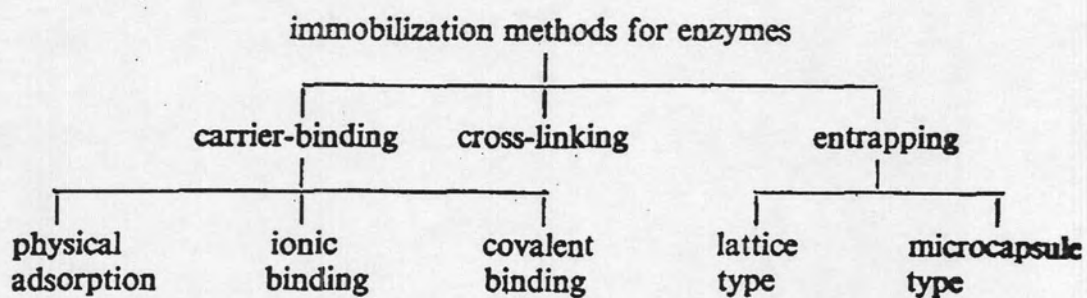 immobilization methods for enzymes
carrier-binding cross-linking entrapping
physical adsorption
ionic binding
covalent binding
lattice type
microcapsule type